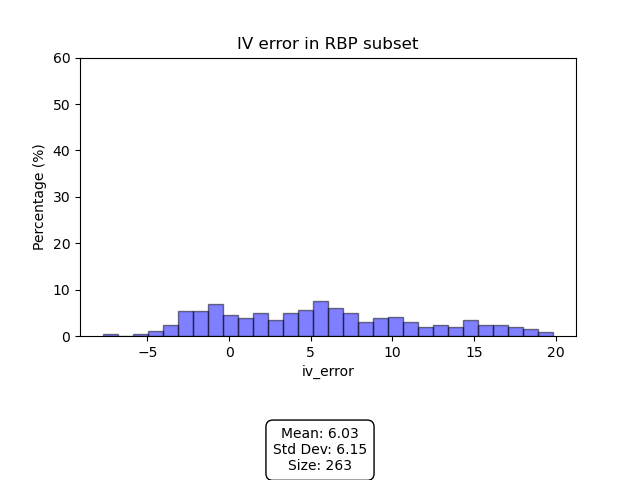 IV error in RBP subset
60
50
40
30
20
10
0
Percentage (%)
−5
0
5
10
15
20
iv_error
Mean: 6.03
Std Dev: 6.15
Size: 263